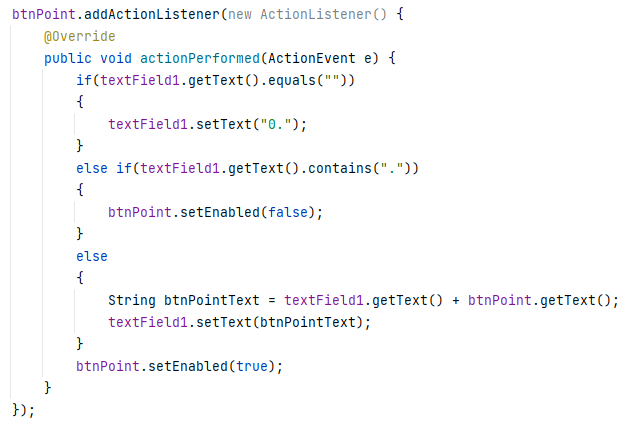 btnPoint.addActionListener(new ActionListener() {
@Override
public void actionPerformed(ActionEvent e) {
if(textField1.getText().equals(""))
{
textField1.setText("0.");
}
else if(textField1.getText().contains("."))
{
btnPoint.setEnabled(false);
}
else
{
String btnPointText = textField1.getText() + btnPoint.getText();
textField1.setText(btnPointText);
}
btnPoint.setEnabled(true);
}
});